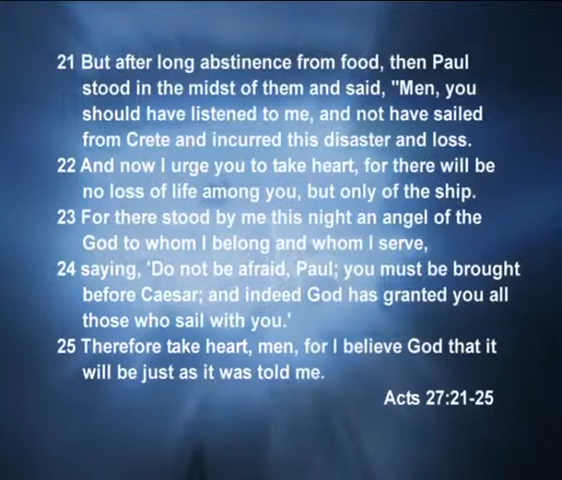 21 But after long abstinence from food, then Paul
stood in the midst of them and said, "Men, you
should have listened to me, and not have sailed
from Crete and incurred this disaster and loss.
22 And now I urge you to take heart, for there will be
no loss of life among you, but only of the ship.
23 For there stood by me this night an angel of the
God to whom I belong and whom I serve,
24 saying, 'Do not be afraid, Paul; you must be brought
before Caesar; and indeed God has granted you all
those who sail with you.'
25 Therefore take heart, men, for I believe God that it
will be just as it was told me.
Acts 27:21-25